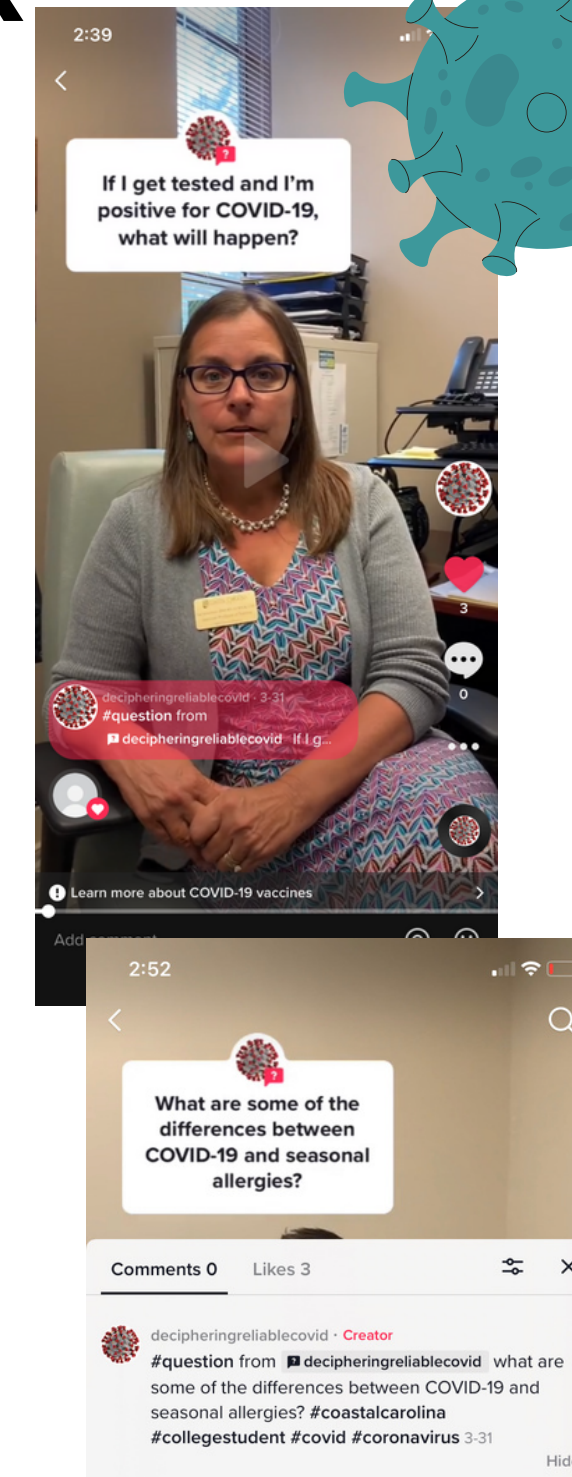 2:39
If I get tested and I'm
positive for COVID-19,
what will happen?
3
0
decipheringreliablecovid · 3-31
#question from
decipheringreliablecovid If I g...
Learn more about COVID-19 vaccines
Add comment
2:52
What are some of the
differences between
COVID-19 and seasonal
allergies?
Comments 0 Likes 3
decipheringreliablecovid · Creator
#question from decipheringreliablecovid what are
some of the differences between COVID-19 and
seasonal allergies? #coastalcarolina
#collegestudent #covid #coronavirus 3-31